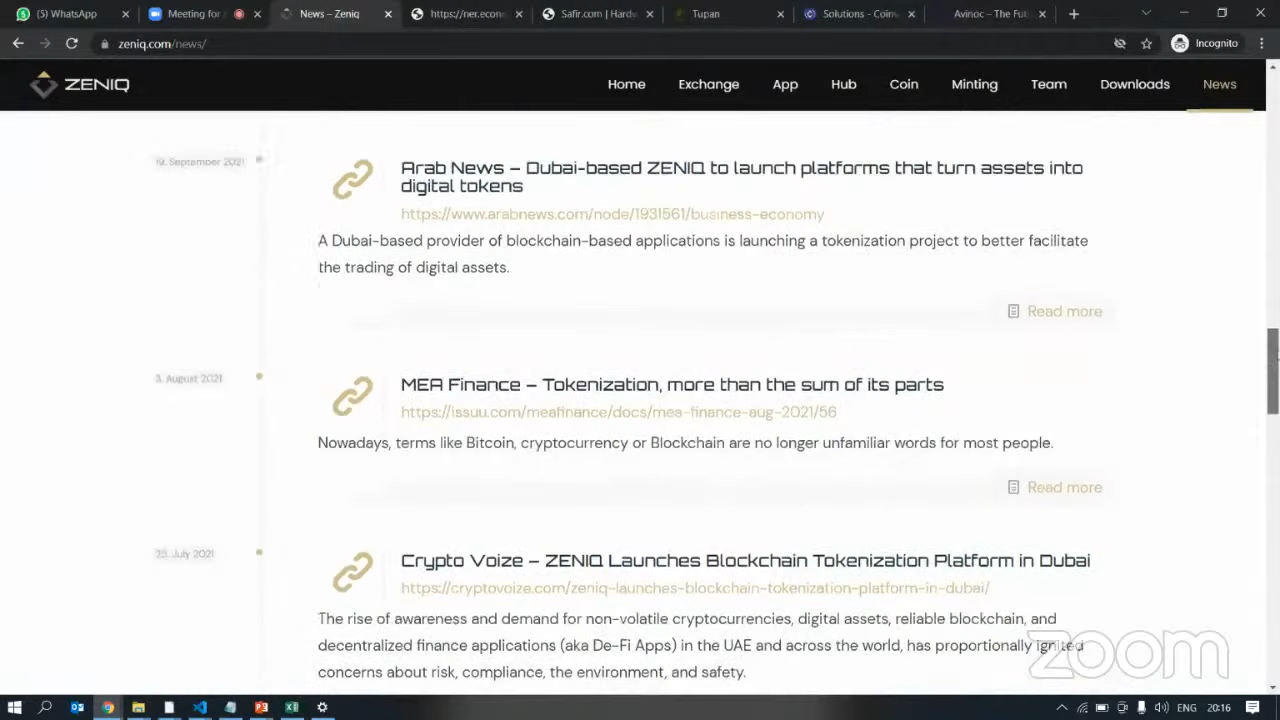 WhatsApp
Meeting for
News – Zeniq
https://ner.econo
Safir.com | Hardw
Tupan
Solutions - Coinv
Avinoc – The Fut
zeniq.com/news/
Incognito
ZENIQ
Home Exchange App Hub Coin Minting Team Downloads News
19. September 2021
Arab News – Dubai-based ZENIQ to launch platforms that turn assets into
digital tokens
https://www.arabnews.com/node/1931561/business-economy
A Dubai-based provider of blockchain-based applications is launching a tokenization project to better facilitate
the trading of digital assets.
Read more
3. August 2021
MEA Finance – Tokenization, more than the sum of its parts
https://issuu.com/meafinance/docs/mea-finance-aug-2021/56
Nowadays, terms like Bitcoin, cryptocurrency or Blockchain are no longer unfamiliar words for most people.
Read more
July 2021
Crypto Voize – ZENIQ Launches Blockchain Tokenization Platform in Dubai
https://cryptovoize.com/zeniq-launches-blockchain-tokenization-platform-in-dubai/
The rise of awareness and demand for non-volatile cryptocurrencies, digital assets, reliable blockchain, and
decentralized finance applications (aka De-Fi Apps) in the UAE and across the world, has proportionally ignited
concerns about risk, compliance, the environment, and safety.
zoom
ENG 20:16